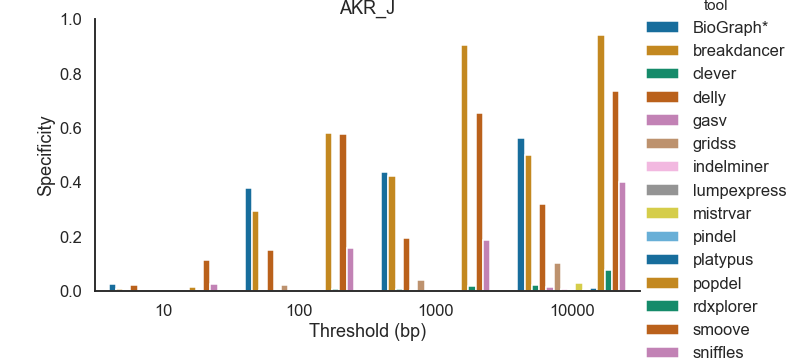 AKR_J
tool
1.0
0.8
0.6
0.4
0.2
0.0
Specificity
10
100
1000
10000
Threshold (bp)
BioGraph*
breakdancer
clever
delly
gasv
gridss
indelminer
lumpexpress
mistrvar
pindel
platypus
popdel
rdxplorer
smoove
sniffles